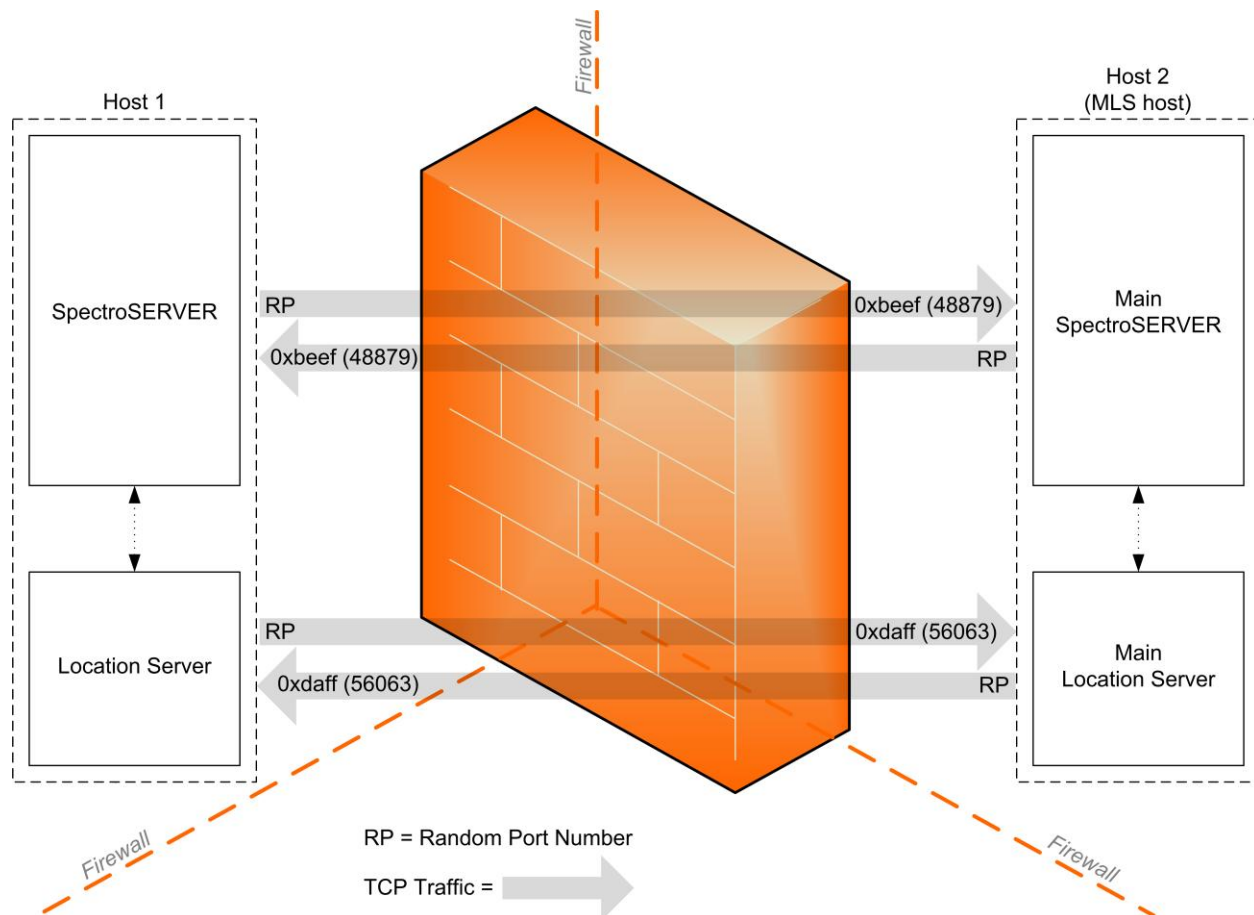 Firewall
Host 1
Host 2
(MLS host)
SpectroSERVER
RP
0xbeef (48879)
Main
SpectroSERVER
0xbeef (48879)
RP
Location Server
RP
0xdaff (56063)
Main
Location Server
0xdaff (56063)
RP
Firewall
Firewall
RP = Random Port Number
TCP Traffic =